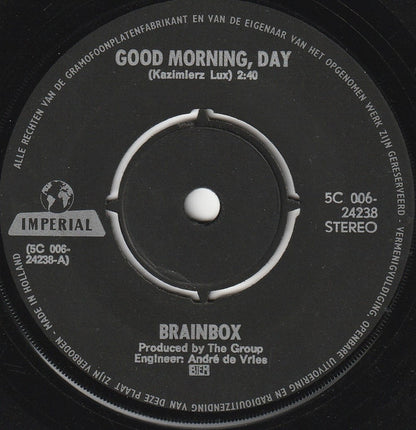 ALLE RECHTEN VAN DE GRAMOFOONPLATENFABRIKANT EN VAN DE EIGENAAR VAN HET OPGENOMEN WERK ZIJN GERESERVEERD - VERMENIGVULDIGING, OPENBARE UITVOERING EN RADIOUITZENDING VAN DEZE PLAAT ZIJN VERBODEN · MADE IN HOLLAND
GOOD MORNING, DAY
(Kazimierz Lux) 2:40
IMPERIAL
(5C 006-
24238-A)
5C 006-
24238
STEREO
BRAINBOX
Produced by The Group
Engineer: André de Vries
BIEM